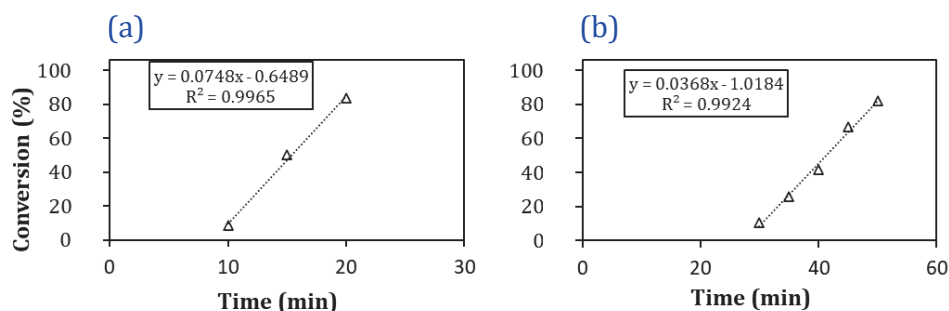 (a)
y = 0.0748x - 0.6489
R² = 0.9965
Conversion (%)
100
80
60
40
20
0
0 10 20 30
Time (min)
(b)
y = 0.0368x - 1.0184
R² = 0.9924
100
80
60
40
20
0
0 20 40 60
Time (min)